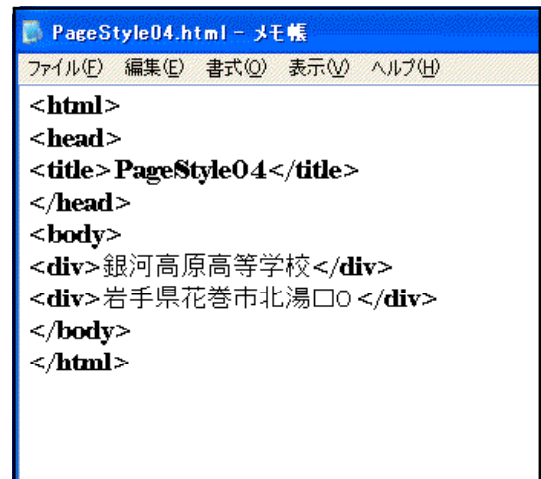 PageStyle04.html - メモ帳
ファイル(F) 編集(E) 書式(O) 表示(V) ヘルプ(H)
<html>
<head>
<title>PageStyle04</title>
</head>
<body>
<div>銀河高原高等学校</div>
<div>岩手県花巻市北湯口0</div>
</body>
</html>